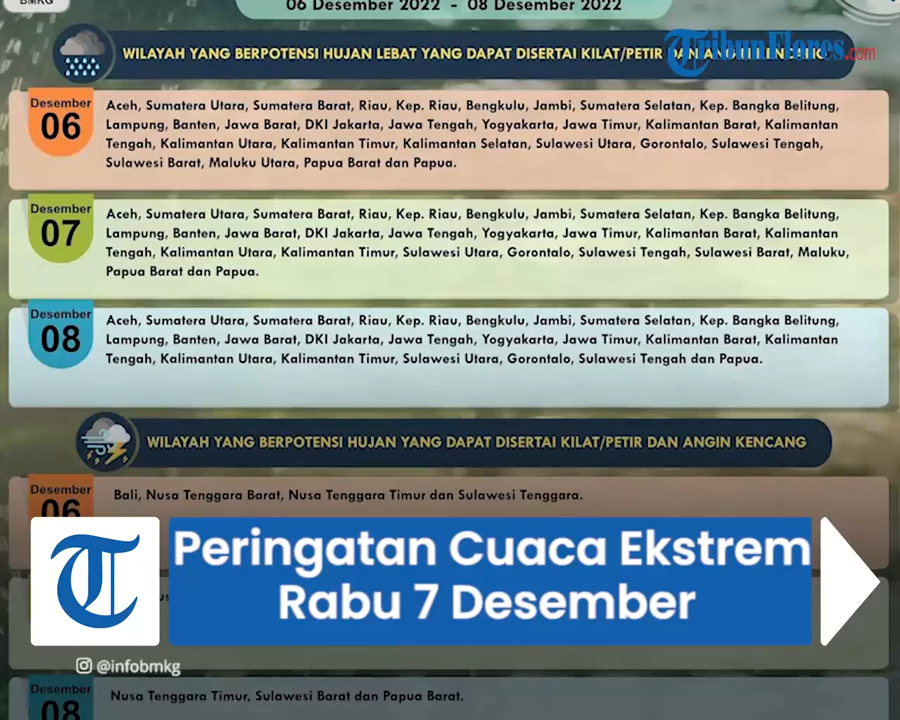 BMKG
06 Desember 2022 - 08 Desember 2022
WILAYAH YANG BERPOTENSI HUJAN LEBAT YANG DAPAT DISERTAI KILAT/PETIR DAN ANGIN KENCANG
TribunFlores.com
Desember
06
Aceh, Sumatera Utara, Sumatera Barat, Riau, Kep. Riau, Bengkulu, Jambi, Sumatera Selatan, Kep. Bangka Belitung,
Lampung, Banten, Jawa Barat, DKI Jakarta, Jawa Tengah, Yogyakarta, Jawa Timur, Kalimantan Barat, Kalimantan
Tengah, Kalimantan Utara, Kalimantan Timur, Kalimantan Selatan, Sulawesi Utara, Gorontalo, Sulawesi Tengah,
Sulawesi Barat, Maluku Utara, Papua Barat dan Papua.
Desember
07
Aceh, Sumatera Utara, Sumatera Barat, Riau, Kep. Riau, Bengkulu, Jambi, Sumatera Selatan, Kep. Bangka Belitung,
Lampung, Banten, Jawa Barat, DKI Jakarta, Jawa Tengah, Yogyakarta, Jawa Timur, Kalimantan Barat, Kalimantan
Tengah, Kalimantan Utara, Kalimantan Timur, Sulawesi Utara, Gorontalo, Sulawesi Tengah, Sulawesi Barat, Maluku,
Papua Barat dan Papua.
Desember
08
Aceh, Sumatera Utara, Sumatera Barat, Riau, Kep. Riau, Bengkulu, Jambi, Sumatera Selatan, Kep. Bangka Belitung,
Lampung, Banten, Jawa Barat, DKI Jakarta, Jawa Tengah, Yogyakarta, Jawa Timur, Kalimantan Barat, Kalimantan
Tengah, Kalimantan Utara, Kalimantan Timur, Sulawesi Utara, Gorontalo, Sulawesi Tengah dan Papua.
WILAYAH YANG BERPOTENSI HUJAN YANG DAPAT DISERTAI KILAT/PETIR DAN ANGIN KENCANG
Desember
06
Bali, Nusa Tenggara Barat, Nusa Tenggara Timur dan Sulawesi Tenggara.
T
Peringatan Cuaca Ekstrem
Rabu 7 Desember
@infobmkg
Desember
08
Nusa Tenggara Timur, Sulawesi Barat dan Papua Barat.